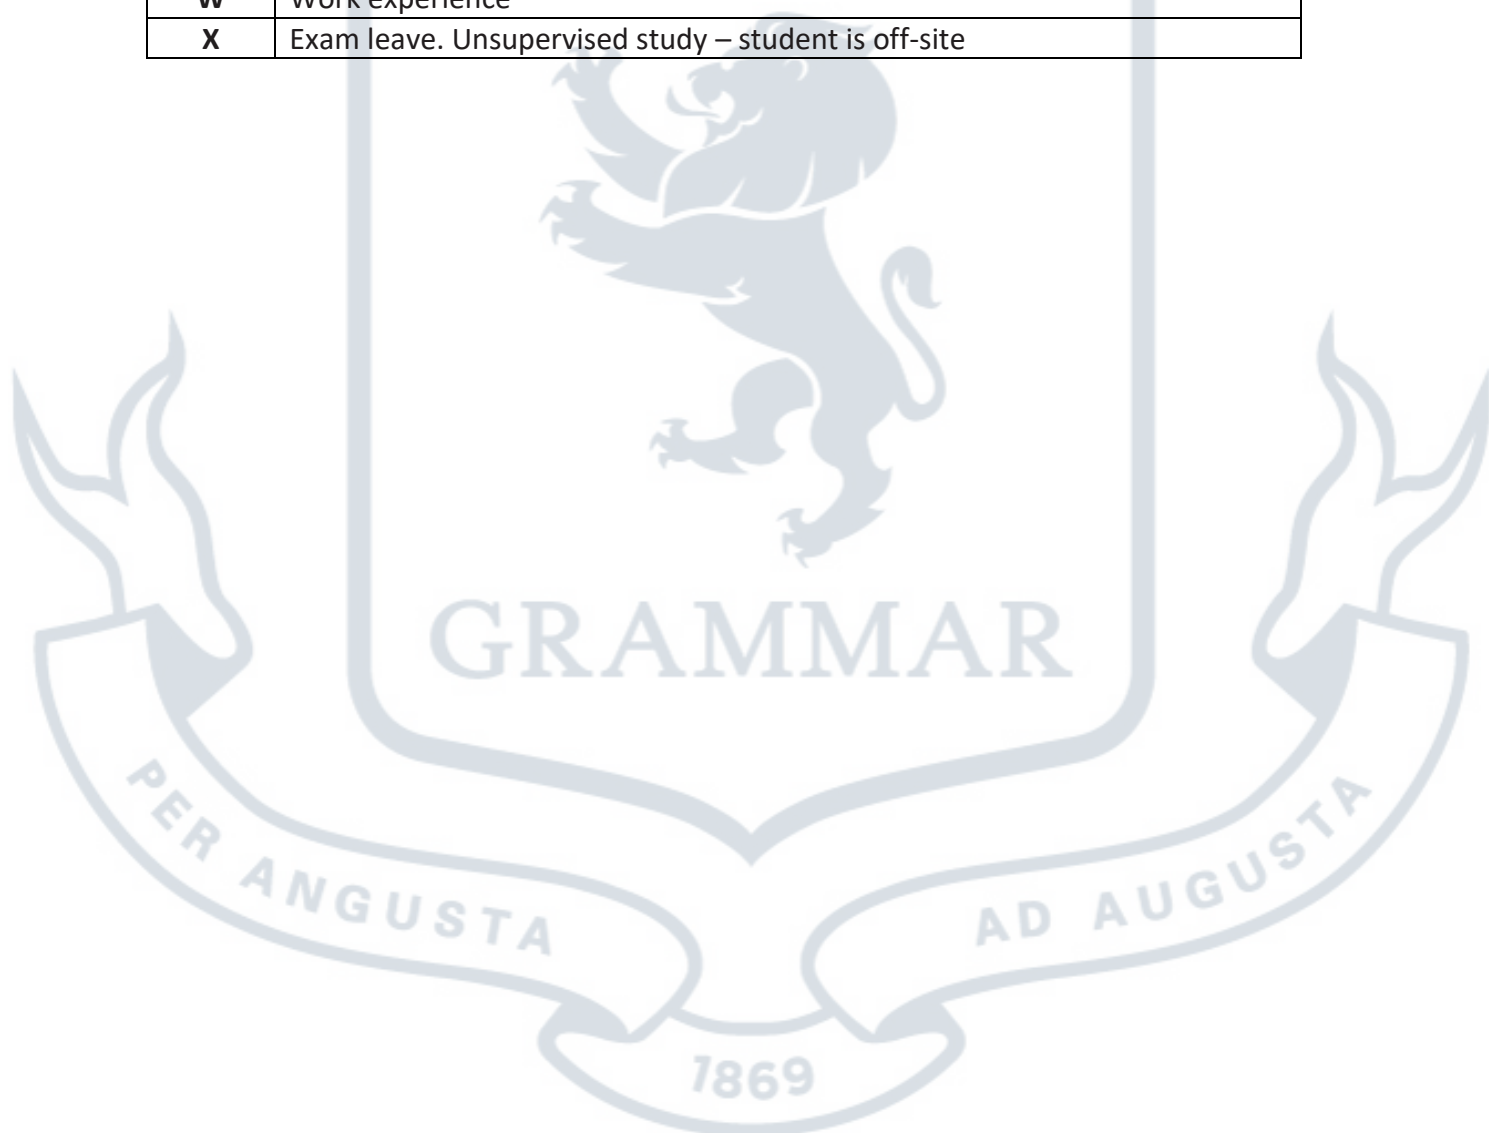 W Work experience
X Exam leave. Unsupervised study – student is off-site
GRAMMAR
PER ANGUSTA AD AUGUSTA
1869